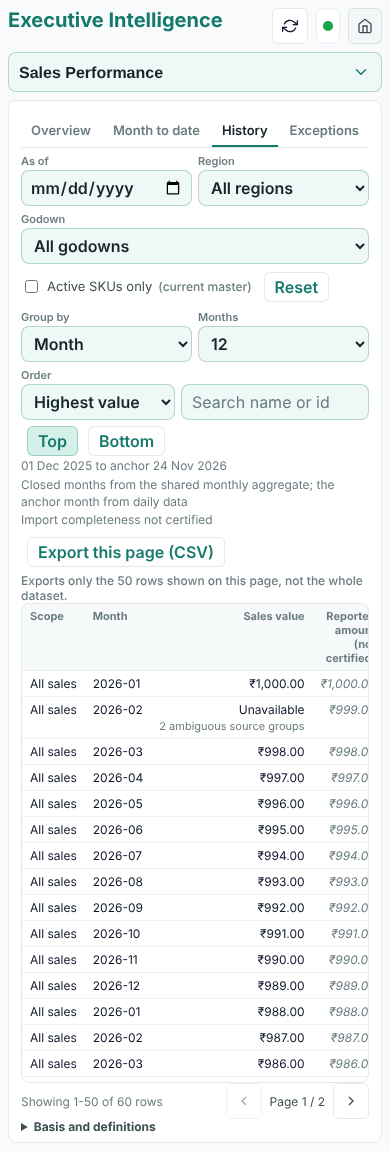 Executive Intelligence
Sales Performance
Overview Month to date History Exceptions
As of Region
mm/dd/yyyy All regions
Godown
All godowns
Active SKUs only (current master) Reset
Group by Months
Month 12
Order
Highest value Search name or id
Top Bottom
01 Dec 2025 to anchor 24 Nov 2026
Closed months from the shared monthly aggregate; the
anchor month from daily data
Import completeness not certified
Export this page (CSV)
Exports only the 50 rows shown on this page, not the whole
dataset.
Scope Month Sales value
All sales 2026-01 ₹1,000.00 ₹1,000.0
All sales 2026-02 Unavailable ₹999.0
2 ambiguous source groups
All sales 2026-03 ₹998.00 ₹998.0
All sales 2026-04 ₹997.00 ₹997.0
All sales 2026-05 ₹996.00 ₹996.0
All sales 2026-06 ₹995.00 ₹995.0
All sales 2026-07 ₹994.00 ₹994.0
All sales 2026-08 ₹993.00 ₹993.0
All sales 2026-09 ₹992.00 ₹992.0
All sales 2026-10 ₹991.00 ₹991.0
All sales 2026-11 ₹990.00 ₹990.0
All sales 2026-12 ₹989.00 ₹989.0
All sales 2026-01 ₹988.00 ₹988.0
All sales 2026-02 ₹987.00 ₹987.0
All sales 2026-03 ₹986.00 ₹986.0
Showing 1-50 of 60 rows Page 1 / 2
Basis and definitions